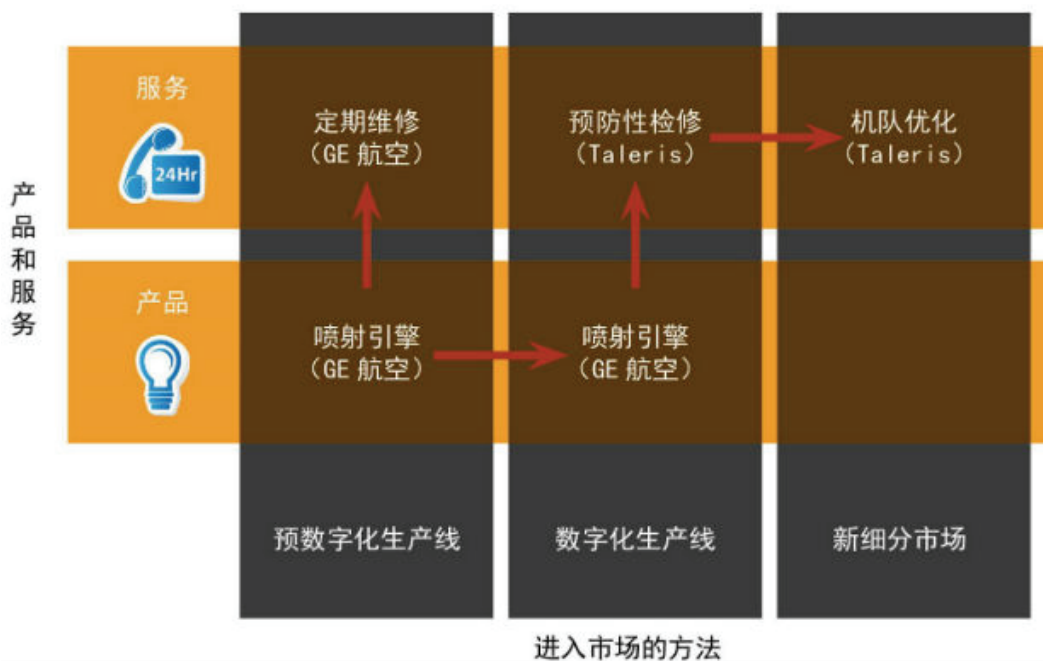 产品和服务
服务
24Hr
定期维修
（GE 航空）
预防性检修
（Taleris）
机队优化
（Taleris）
产品
喷射引擎
（GE 航空）
喷射引擎
（GE 航空）
预数字化生产线
数字化生产线
新细分市场
进入市场的方法